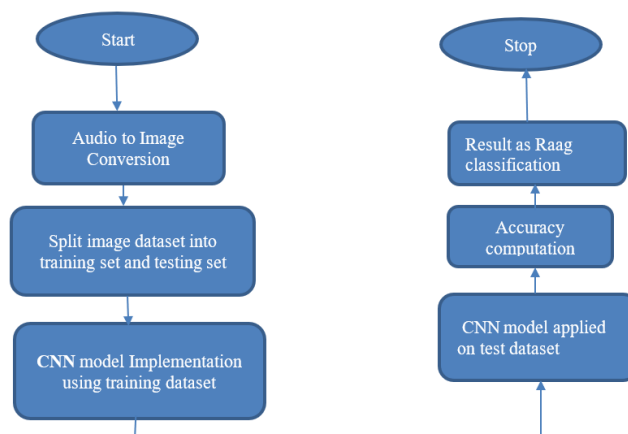 Start
Audio to Image
Conversion
Split image dataset into
training set and testing set
CNN model Implementation
using training dataset
Stop
Result as Raag
classification
Accuracy
computation
CNN model applied
on test dataset